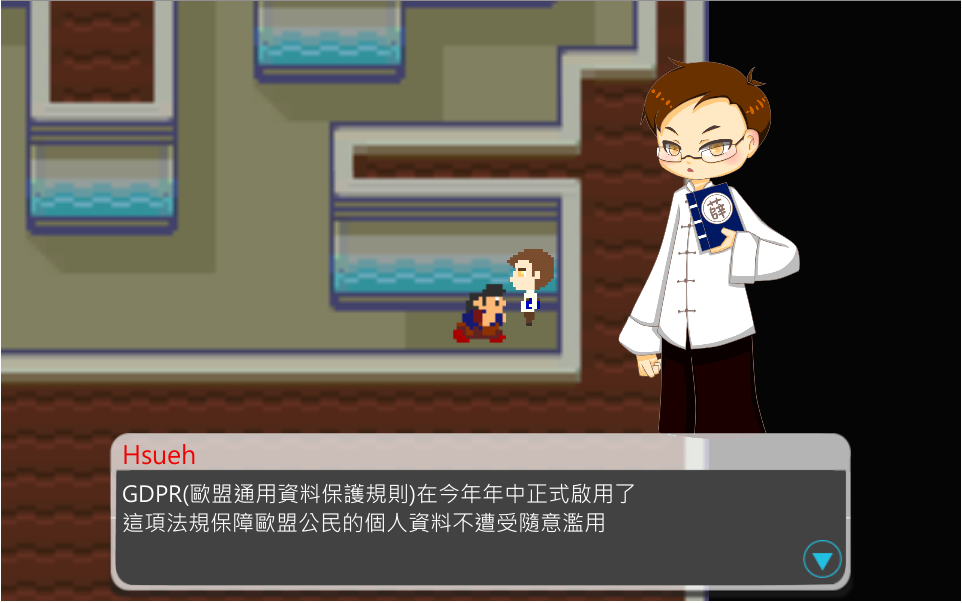 薛
Hsueh
GDPR(歐盟通用資料保護規則)在今年年中正式啟用了
這項法規保障歐盟公民的個人資料不遭受隨意濫用